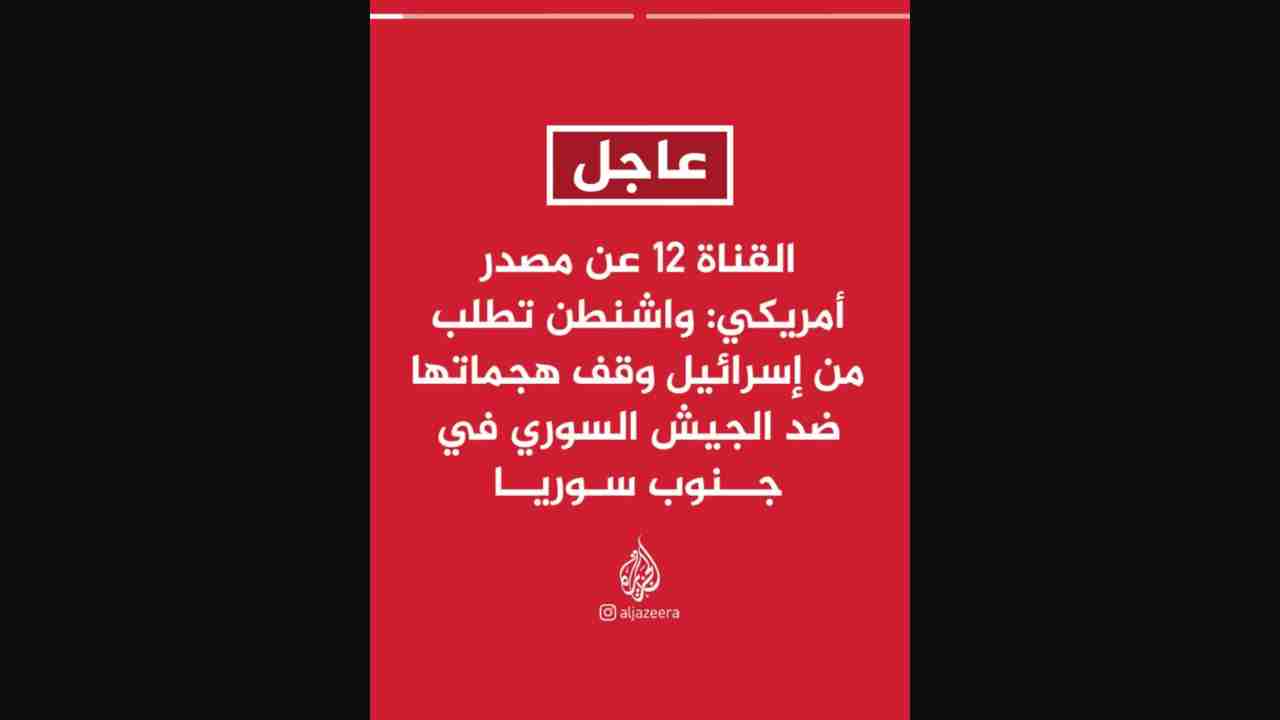 عاجل
القناة 12 عن مصدر
أمريكي: واشنطن تطلب
من إسرائيل وقف هجماتها
ضد الجيش السوري في
جـــنوب ســوريـــا
الجزيرة
aljazeera